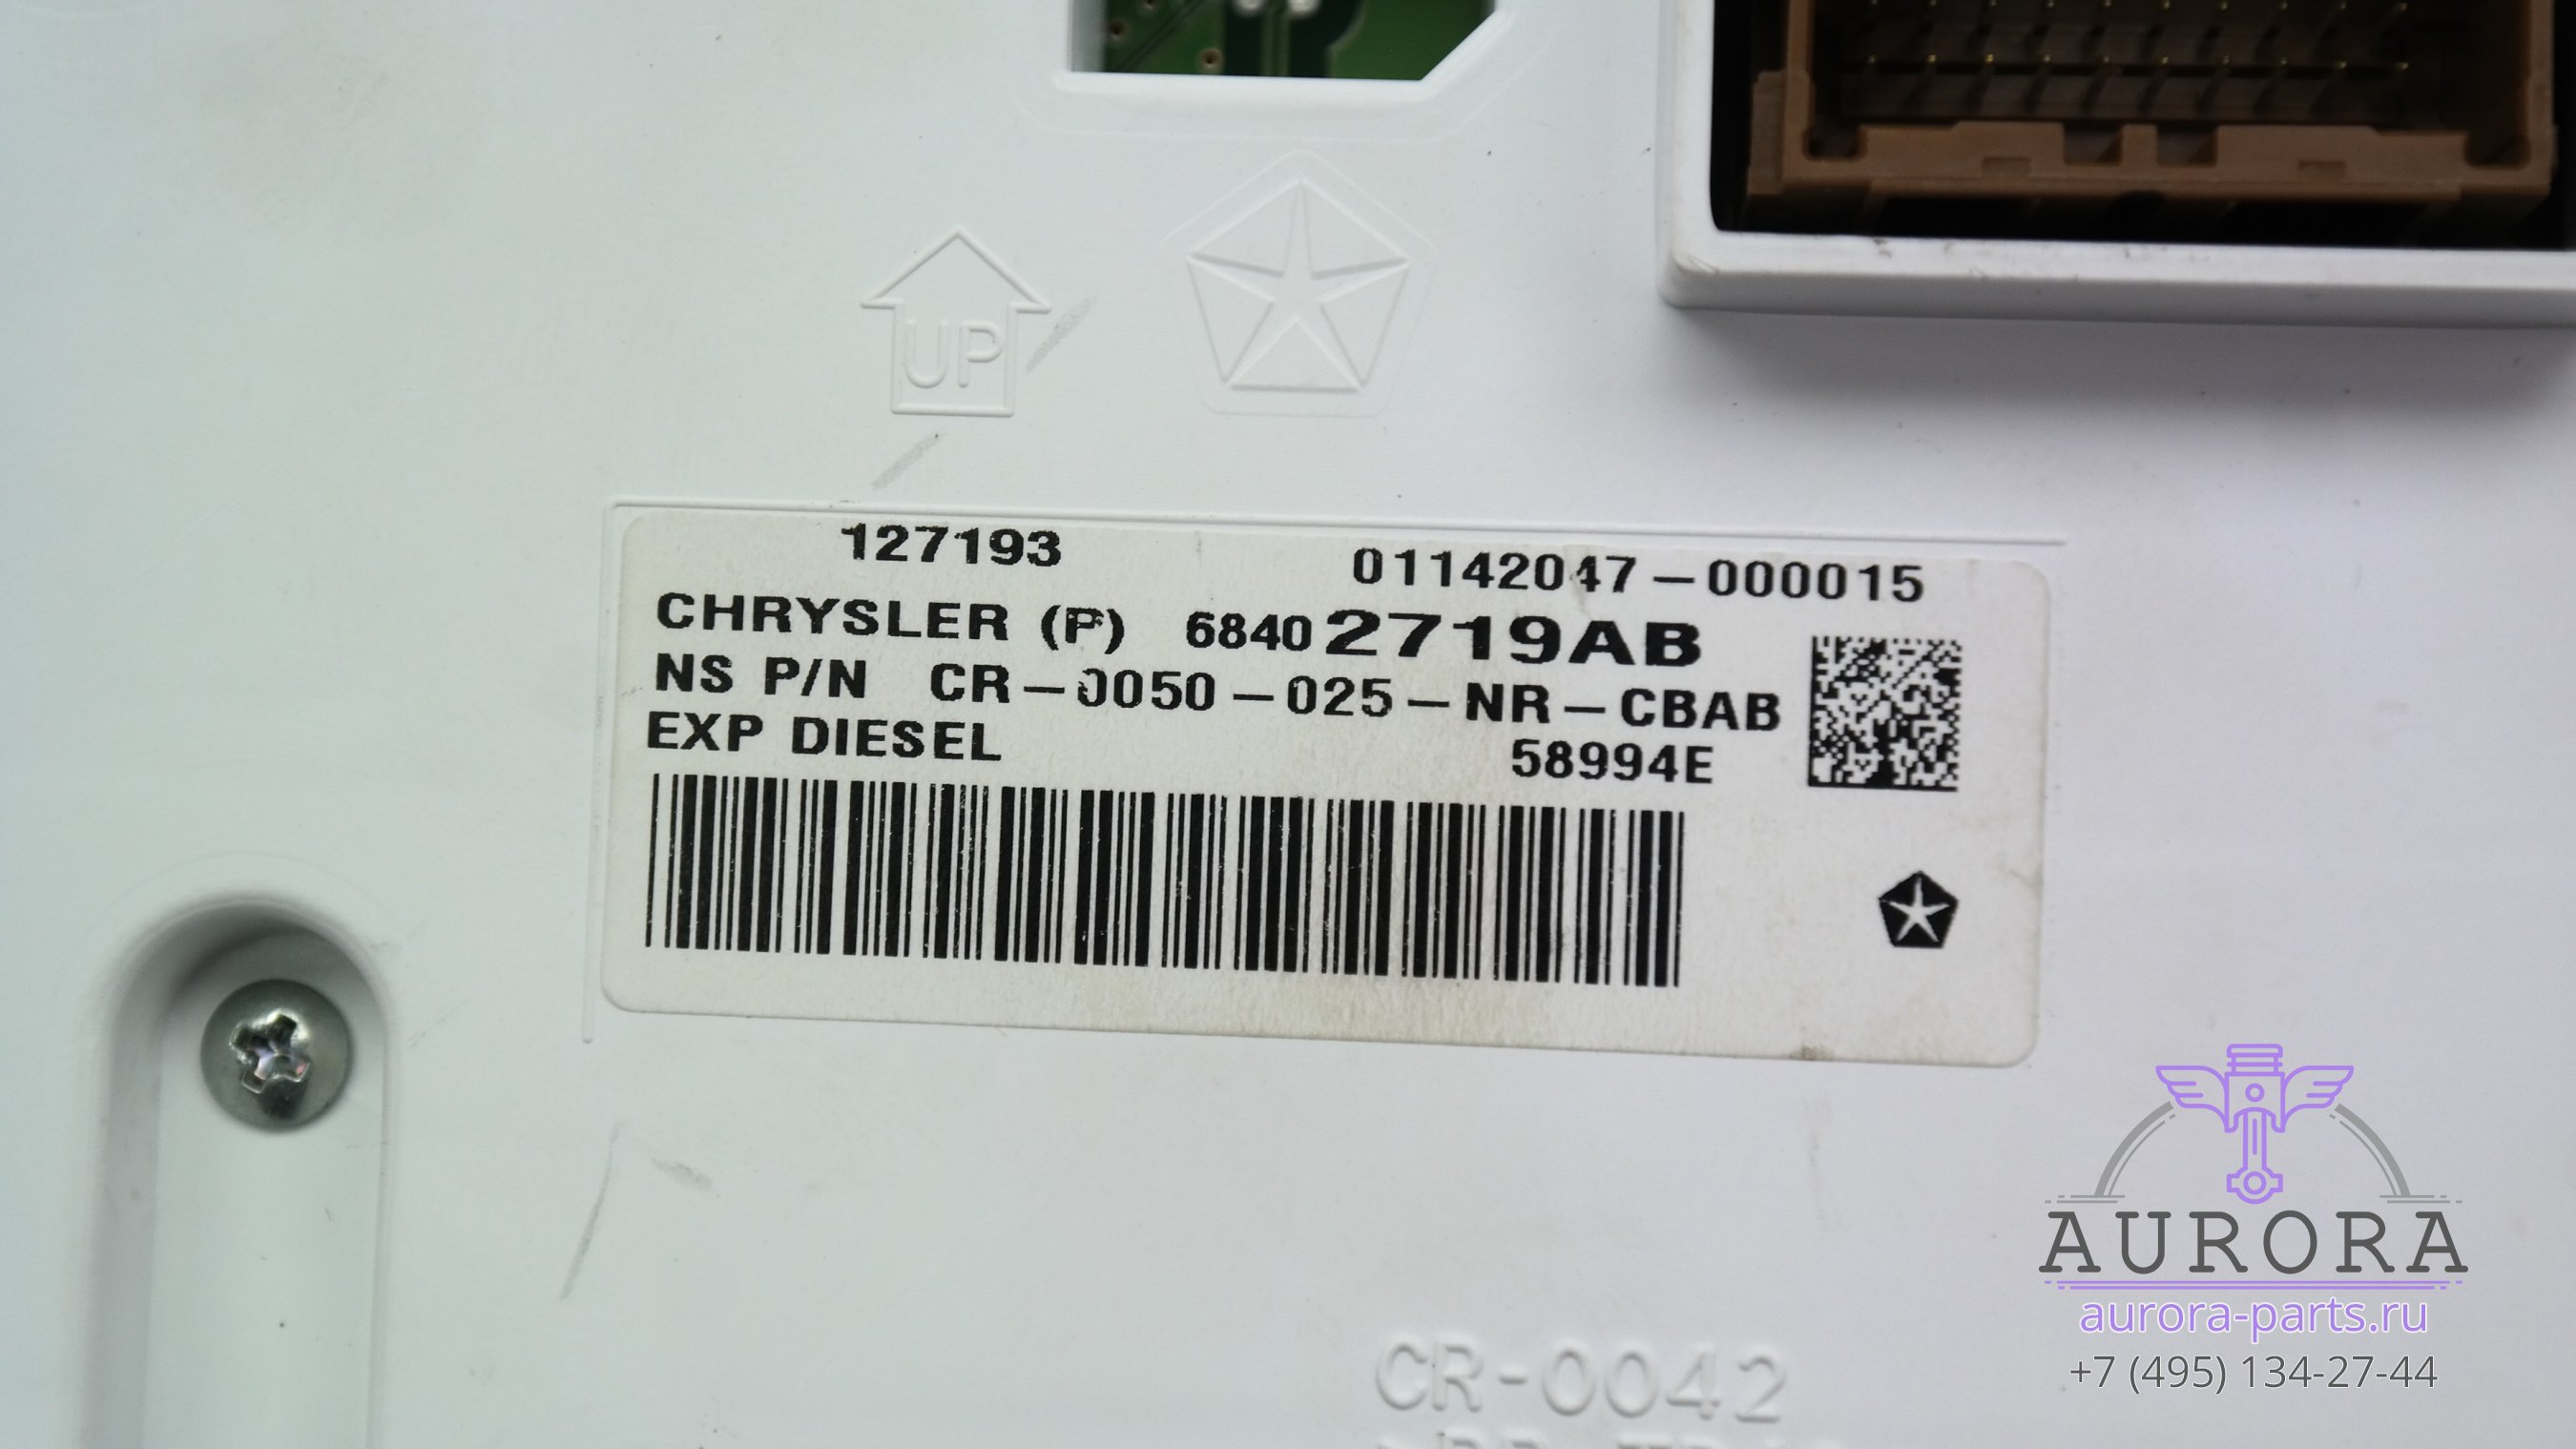 UP
127193 01142047-000015
CHRYSLER (P) 68402719AB
NS P/N CR-0050-025-NR-CBAB
EXP DIESEL 58994E
CR-0042
AURORA
aurora-parts.ru
+7 (495) 134-27-44